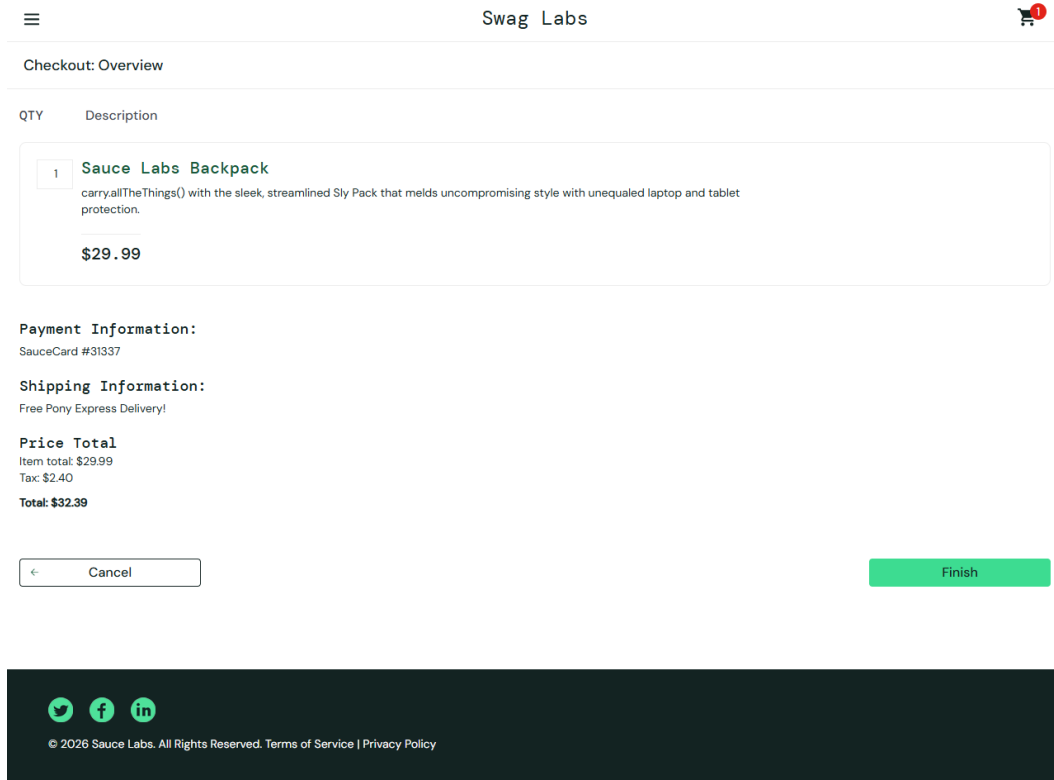 Swag Labs
1
Checkout: Overview
QTY Description
1
Sauce Labs Backpack
carry.allTheThings() with the sleek, streamlined Sly Pack that melds uncompromising style with unequaled laptop and tablet
protection.
$29.99
Payment Information:
SauceCard #31337
Shipping Information:
Free Pony Express Delivery!
Price Total
Item total: $29.99
Tax: $2.40
Total: $32.39
Cancel
Finish
© 2026 Sauce Labs. All Rights Reserved. Terms of Service | Privacy Policy